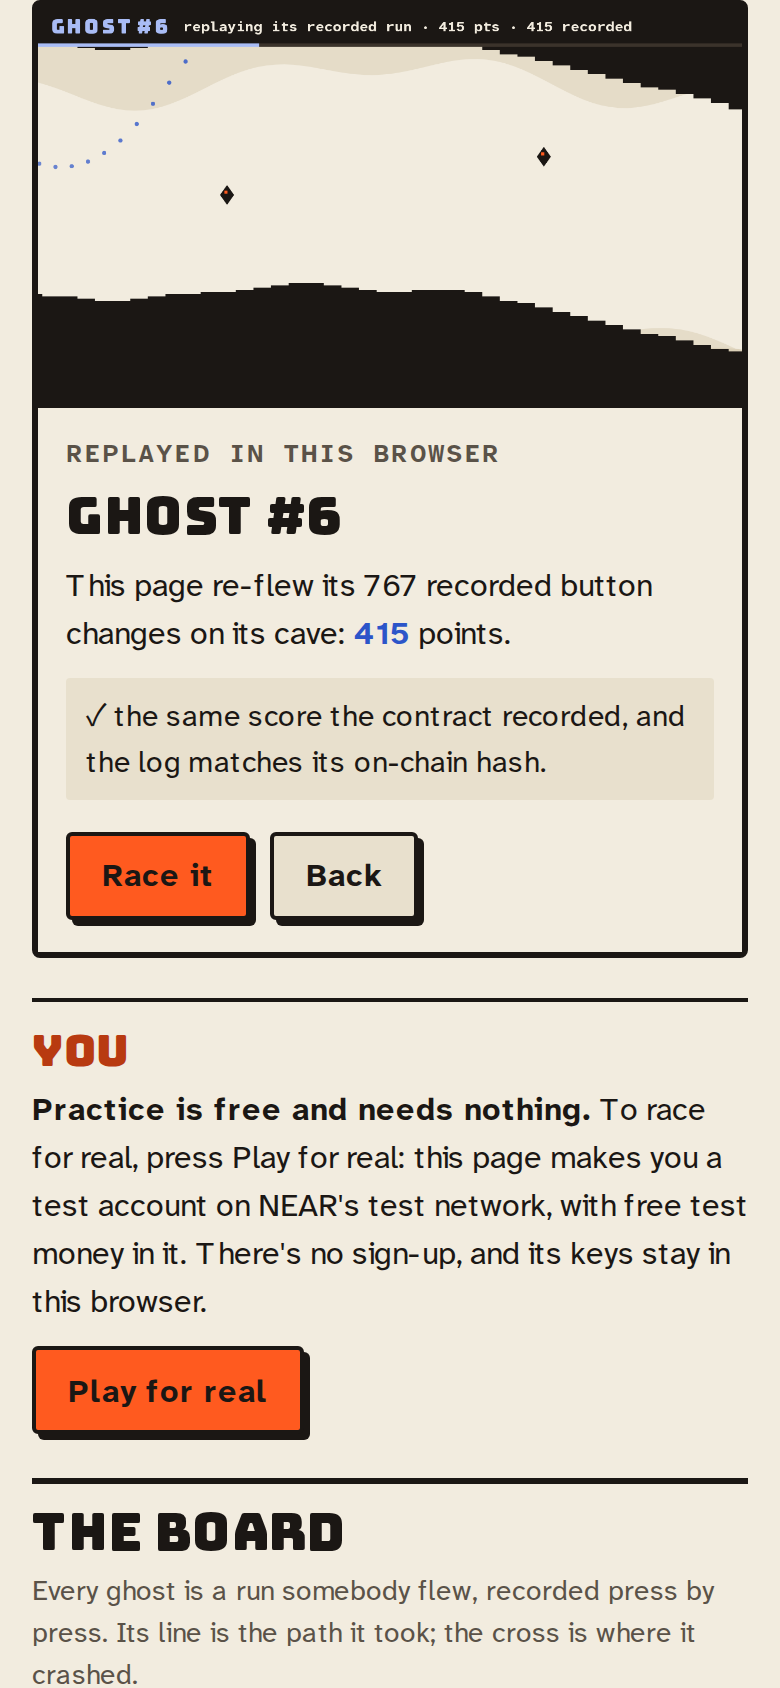 GHOST #6 replaying its recorded run · 415 pts · 415 recorded
REPLAYED IN THIS BROWSER
GHOST #6
This page re-flew its 767 recorded button
changes on its cave: 415 points.
✓ the same score the contract recorded, and
the log matches its on-chain hash.
Race it Back
YOU
Practice is free and needs nothing. To race
for real, press Play for real: this page makes you a
test account on NEAR's test network, with free test
money in it. There's no sign-up, and its keys stay in
this browser.
Play for real
THE BOARD
Every ghost is a run somebody flew, recorded press by
press. Its line is the path it took; the cross is where it
crashed.